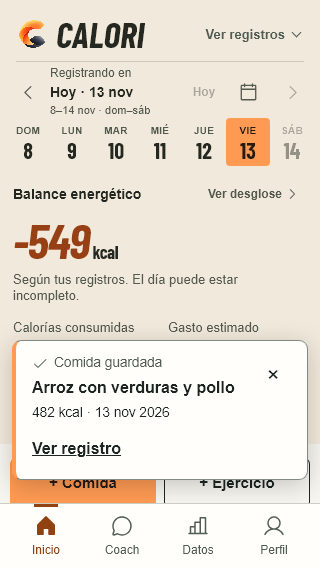 CALORI
Ver registros
Registrando en
Hoy · 13 nov
8–14 nov · dom–sáb
Hoy
DOM LUN MAR MIÉ JUE VIE SÁB
8 9 10 11 12 13 14
Balance energético
Ver desglose
-549 kcal
Según tus registros. El día puede estar
incompleto.
Calorías consumidas Gasto estimado
Comida guardada
Arroz con verduras y pollo
482 kcal · 13 nov 2026
Ver registro
+ Comida + Ejercicio
Inicio Coach Datos Perfil